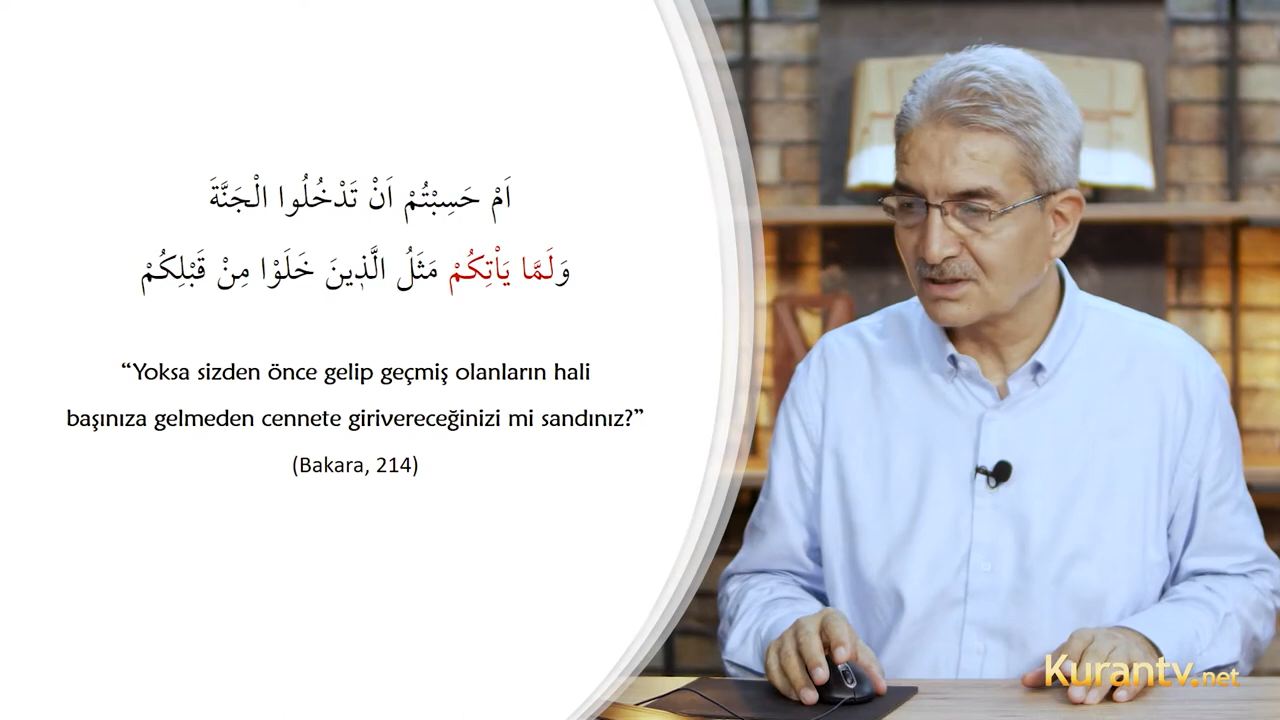 اَمْ حَسِبْتُمْ اَنْ تَدْخُلُوا الْجَنَّةَ
وَلَمَّا يَاْتِكُمْ مَثَلُ الَّذ۪ينَ خَلَوْا مِنْ قَبْلِكُمْ
“Yoksa sizden önce gelip geçmiş olanların hali
başınıza gelmeden cennete girivereceğinizi mi sandınız?”
(Bakara, 214)
Kurantv.net